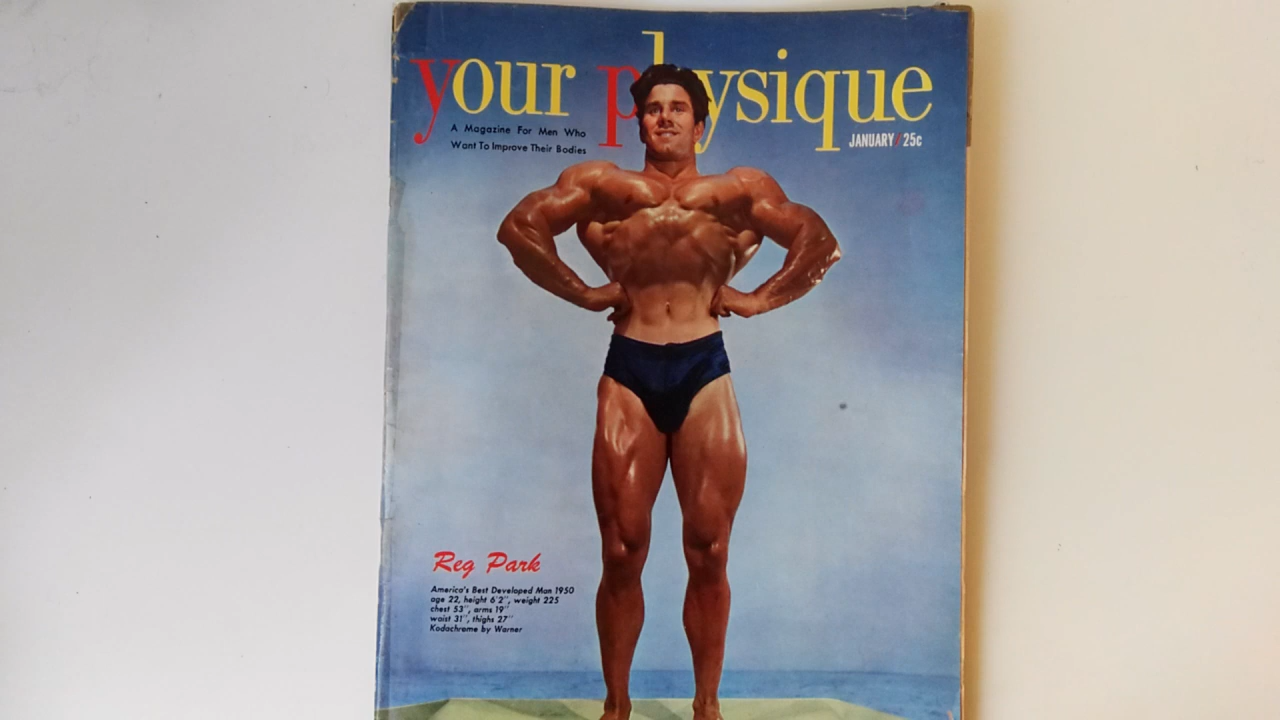 your physique
A Magazine For Men Who
Want To Improve Their Bodies
JANUARY / 25c
Reg Park
America's Best Developed Man 1950
age 22, height 6'2", weight 225
chest 53", arms 19"
waist 31", thighs 27"
Kodachrome by Warner